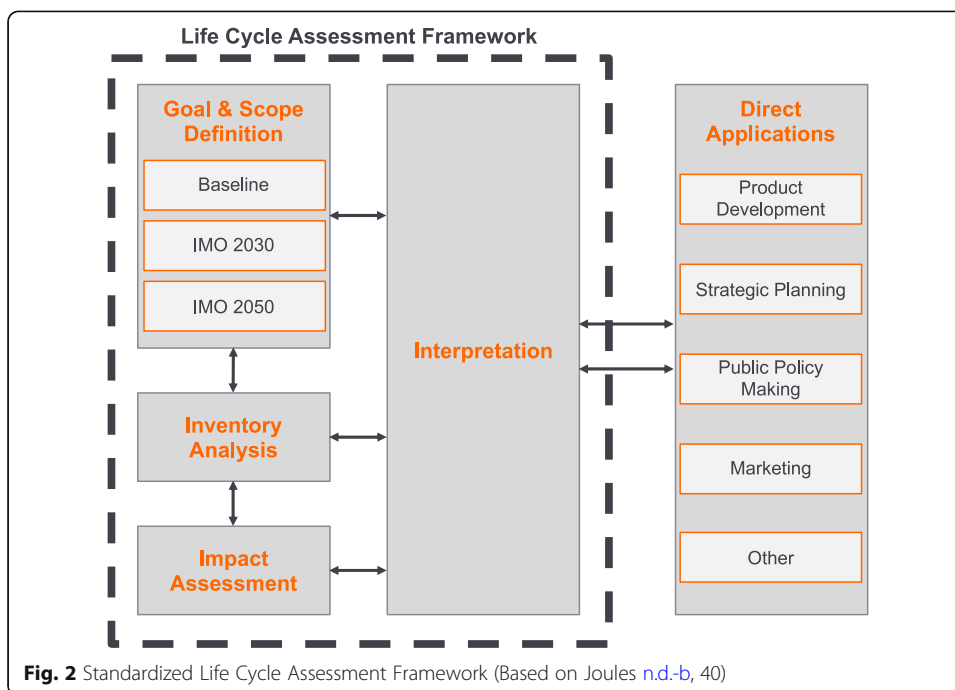 Life Cycle Assessment Framework
Goal & Scope
Definition
Baseline
IMO 2030
IMO 2050
Inventory
Analysis
Impact
Assessment
Interpretation
Direct
Applications
Product
Development
Strategic Planning
Public Policy
Making
Marketing
Other
Fig. 2 Standardized Life Cycle Assessment Framework (Based on Joules n.d.-b, 40)